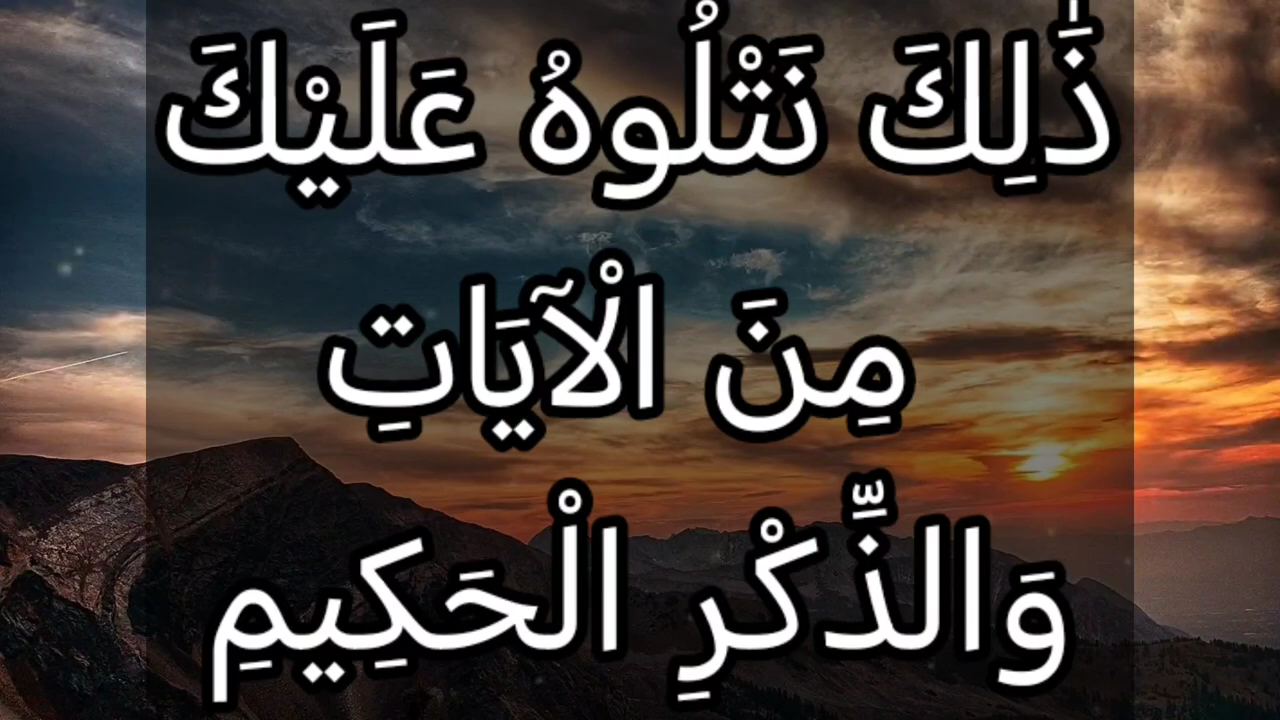 ذَٰلِكَ نَتْلُوهُ عَلَيْكَ
مِنَ الْآيَاتِ
وَالذِّكْرِ الْحَكِيمِ